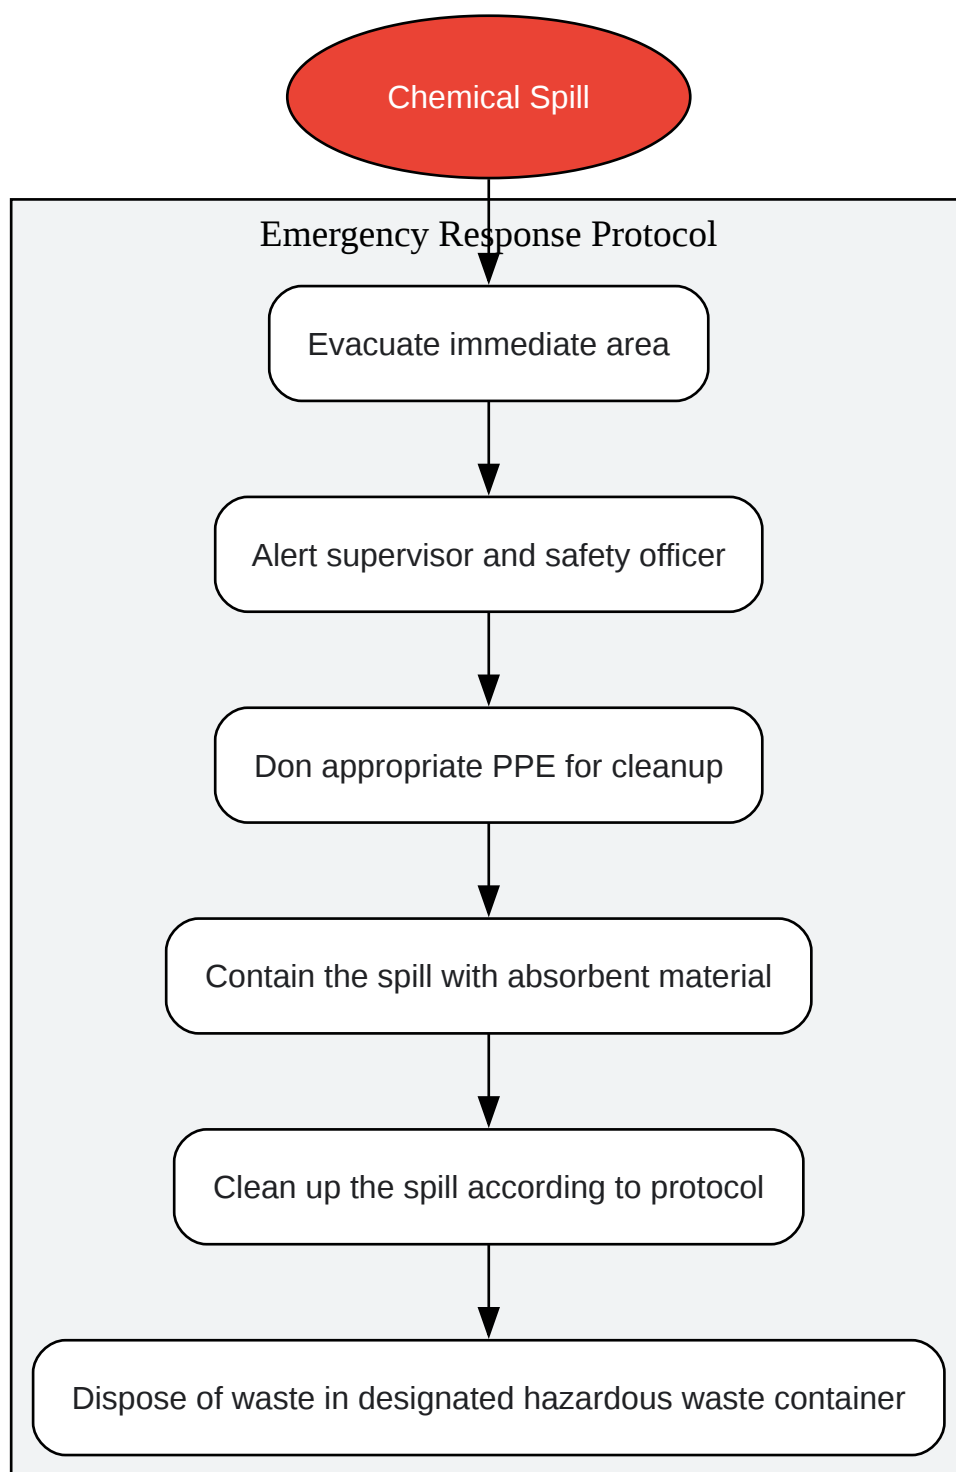 Chemical Spill
Emergency Response Protocol
Evacuate immediate area
Alert supervisor and safety officer
Don appropriate PPE for cleanup
Contain the spill with absorbent material
Clean up the spill according to protocol
Dispose of waste in designated hazardous waste container